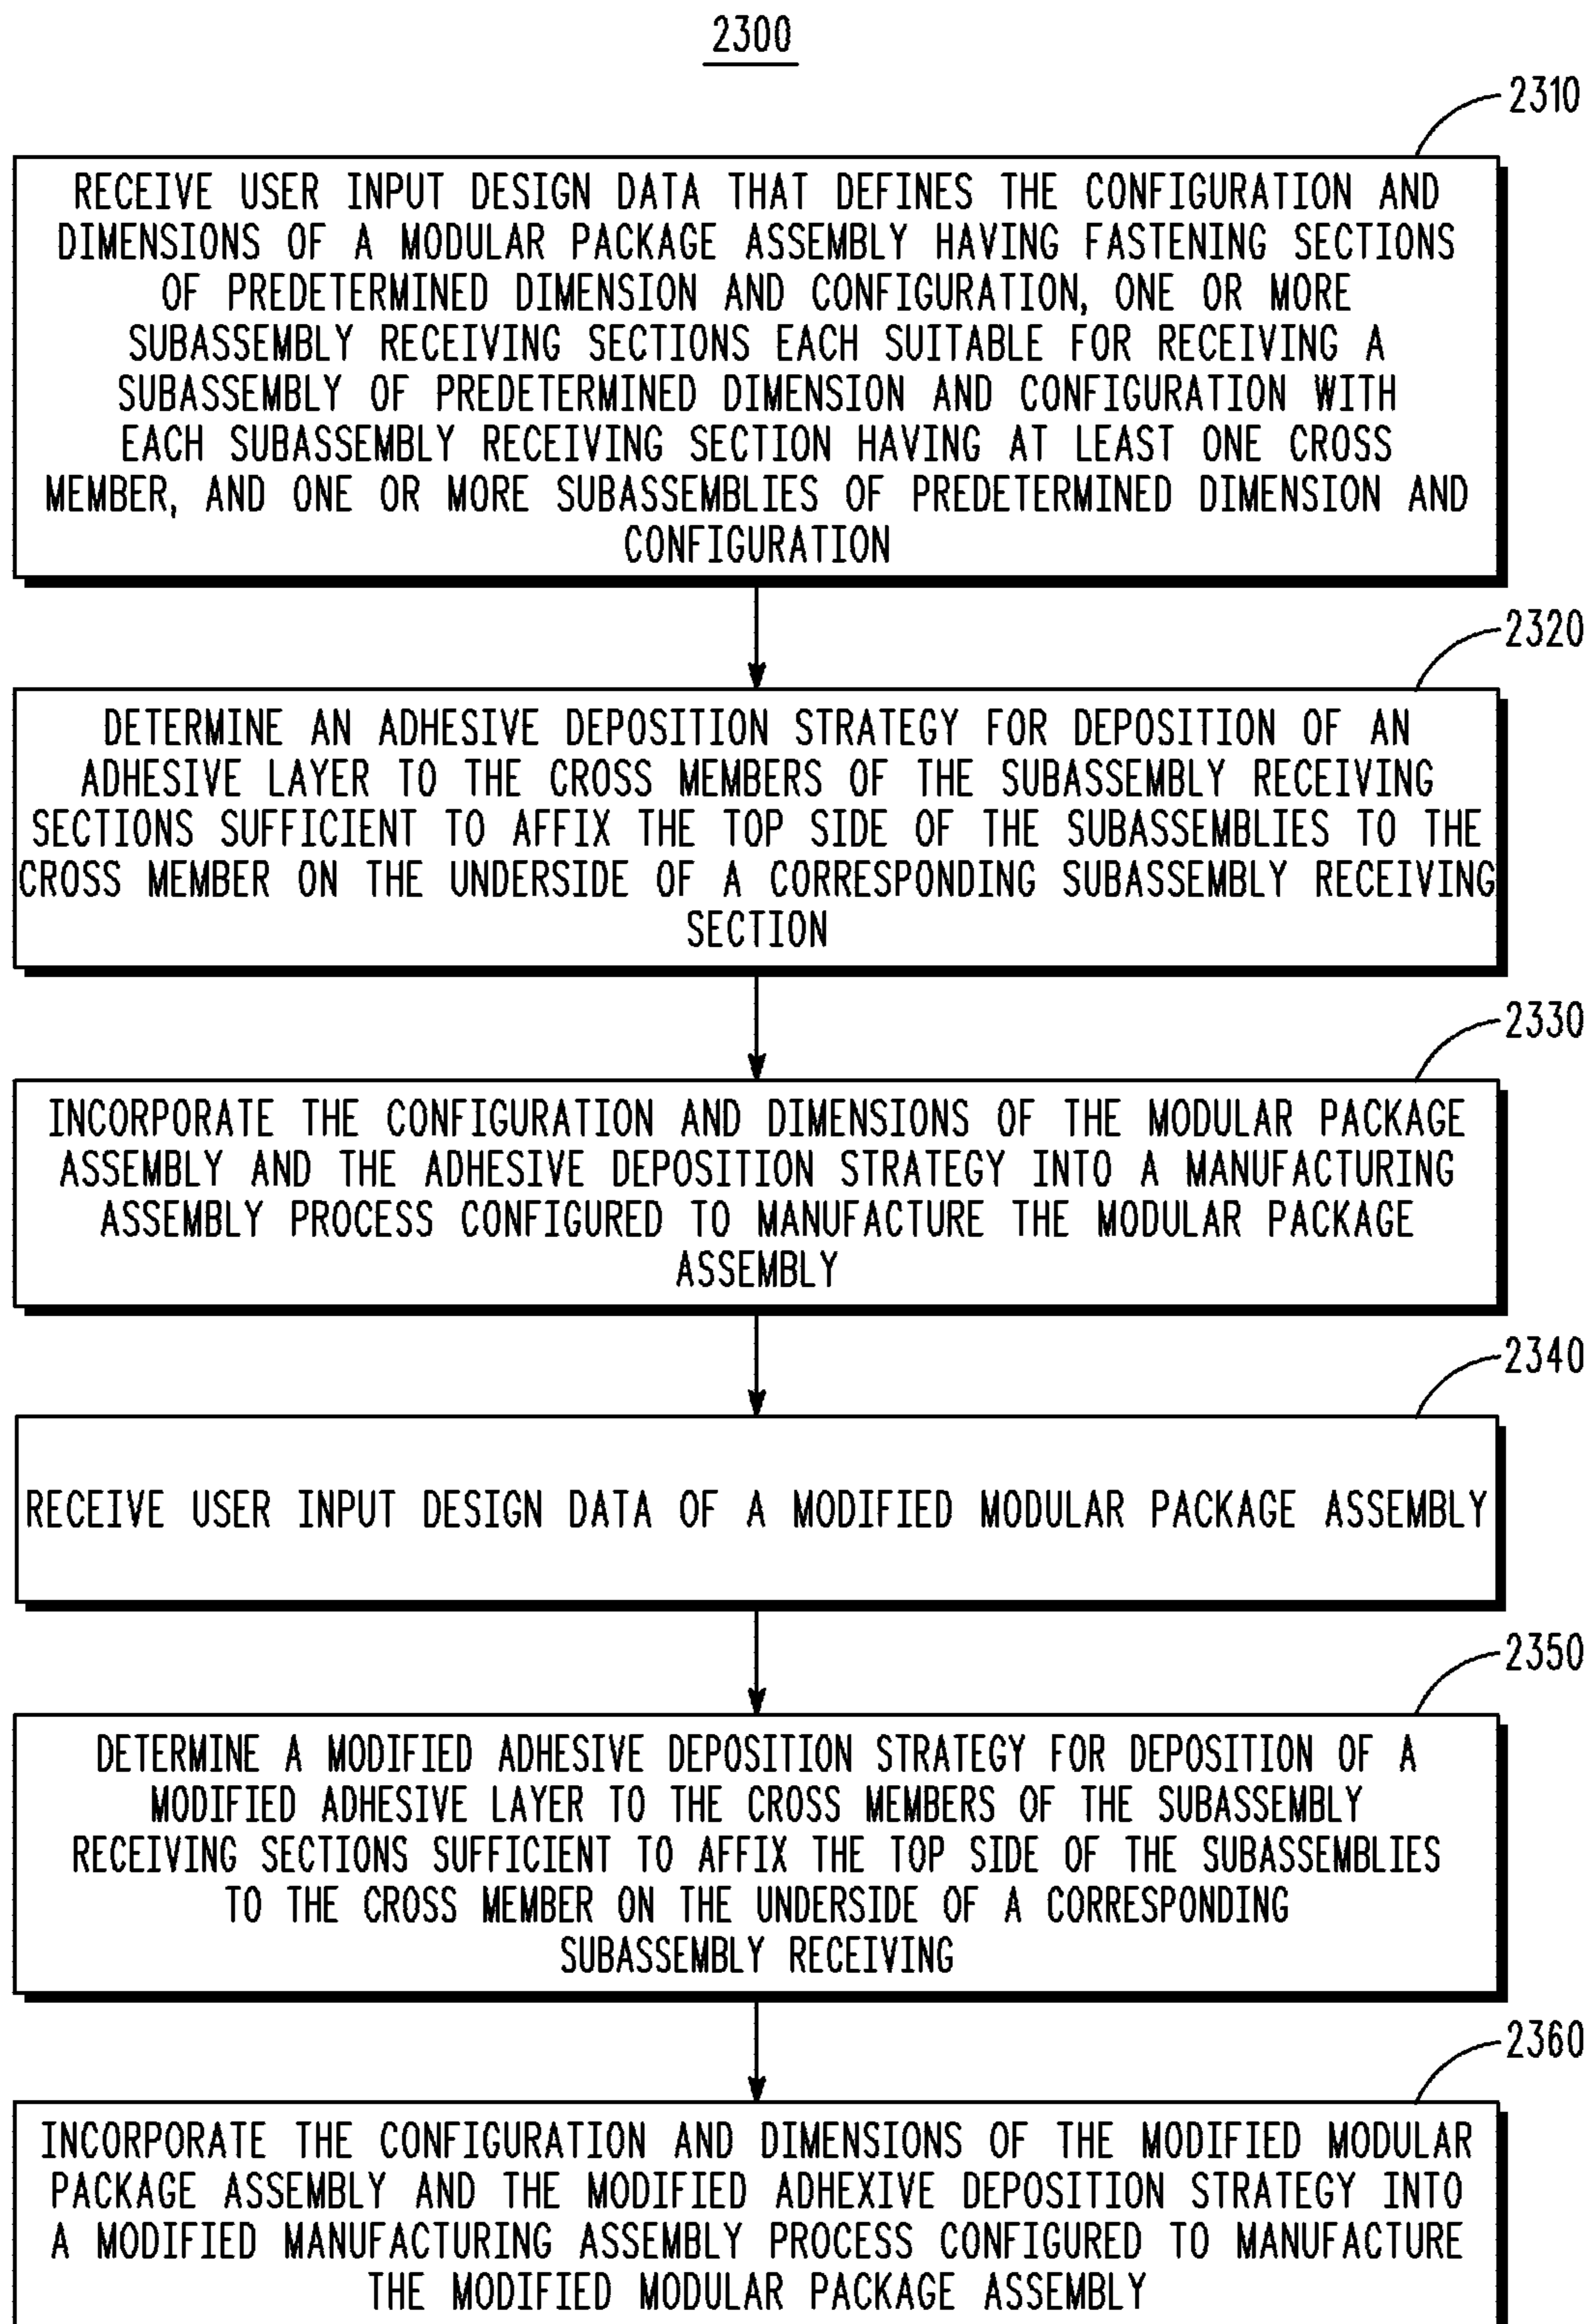 2300
2310
RECEIVE USER INPUT DESIGN DATA THAT DEFINES THE CONFIGURATION AND
DIMENSIONS OF A MODULAR PACKAGE ASSEMBLY HAVING FASTENING SECTIONS
OF PREDETERMINED DIMENSION AND CONFIGURATION, ONE OR MORE
SUBASSEMBLY RECEIVING SECTIONS EACH SUITABLE FOR RECEIVING A
SUBASSEMBLY OF PREDETERMINED DIMENSION AND CONFIGURATION WITH
EACH SUBASSEMBLY RECEIVING SECTION HAVING AT LEAST ONE CROSS
MEMBER, AND ONE OR MORE SUBASSEMBLIES OF PREDETERMINED DIMENSION AND
CONFIGURATION
2320
DETERMINE AN ADHESIVE DEPOSITION STRATEGY FOR DEPOSITION OF AN
ADHESIVE LAYER TO THE CROSS MEMBERS OF THE SUBASSEMBLY RECEIVING
SECTIONS SUFFICIENT TO AFFIX THE TOP SIDE OF THE SUBASSEMBLIES TO THE
CROSS MEMBER ON THE UNDERSIDE OF A CORRESPONDING SUBASSEMBLY RECEIVING
SECTION
2330
INCORPORATE THE CONFIGURATION AND DIMENSIONS OF THE MODULAR PACKAGE
ASSEMBLY AND THE ADHESIVE DEPOSITION STRATEGY INTO A MANUFACTURING
ASSEMBLY PROCESS CONFIGURED TO MANUFACTURE THE MODULAR PACKAGE
ASSEMBLY
2340
RECEIVE USER INPUT DESIGN DATA OF A MODIFIED MODULAR PACKAGE ASSEMBLY
2350
DETERMINE A MODIFIED ADHESIVE DEPOSITION STRATEGY FOR DEPOSITION OF A
MODIFIED ADHESIVE LAYER TO THE CROSS MEMBERS OF THE SUBASSEMBLY
RECEIVING SECTIONS SUFFICIENT TO AFFIX THE TOP SIDE OF THE SUBASSEMBLIES
TO THE CROSS MEMBER ON THE UNDERSIDE OF A CORRESPONDING
SUBASSEMBLY RECEIVING
2360
INCORPORATE THE CONFIGURATION AND DIMENSIONS OF THE MODIFIED MODULAR
PACKAGE ASSEMBLY AND THE MODIFIED ADHEXIVE DEPOSITION STRATEGY INTO
A MODIFIED MANUFACTURING ASSEMBLY PROCESS CONFIGURED TO MANUFACTURE
THE MODIFIED MODULAR PACKAGE ASSEMBLY